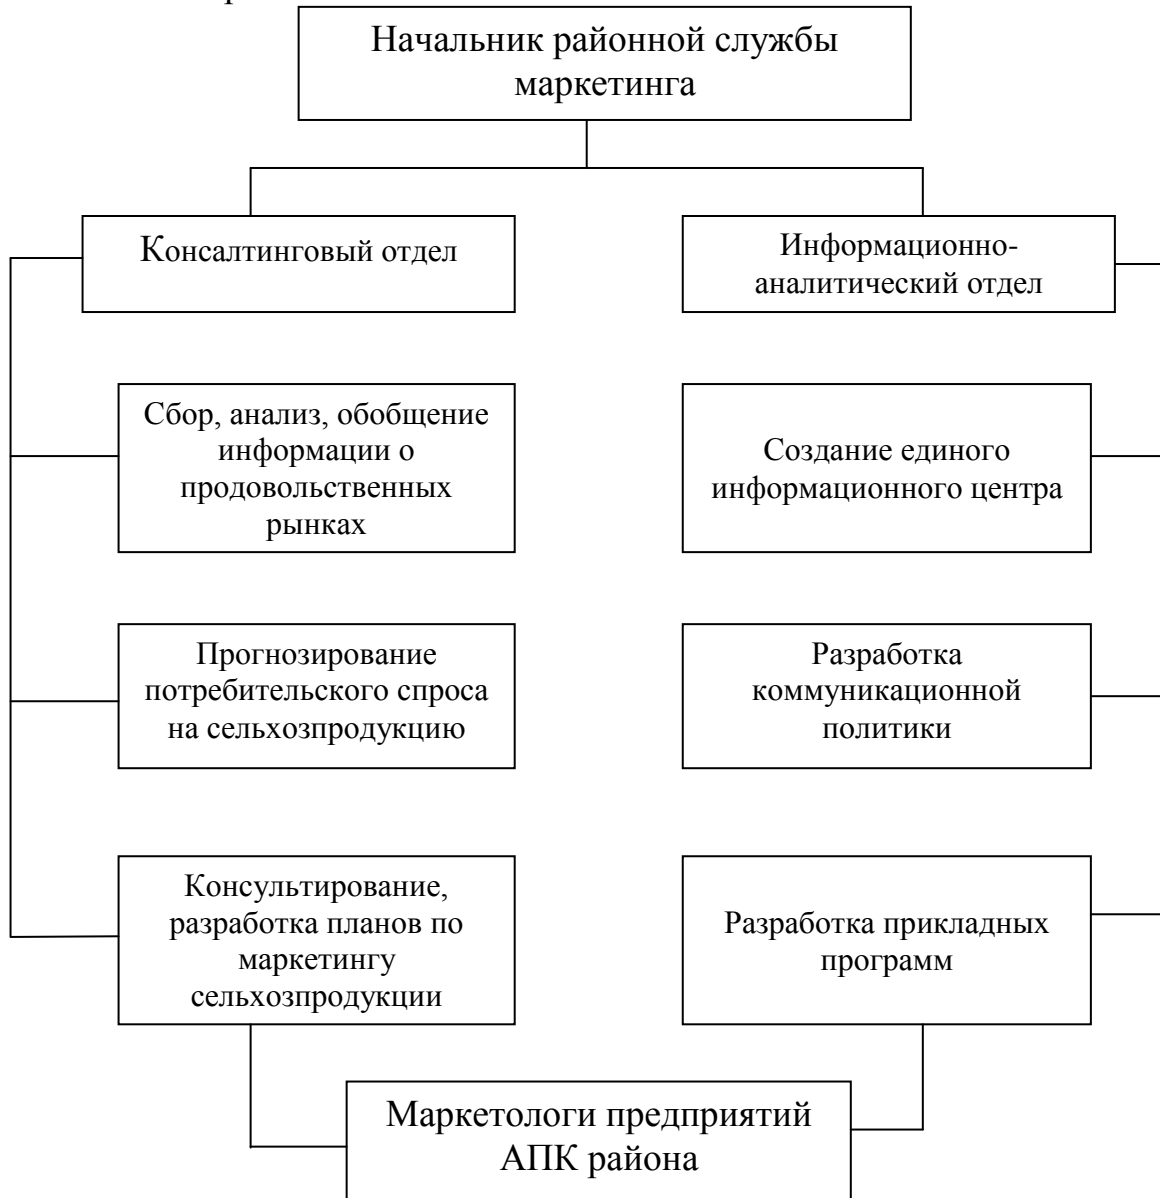 Начальник районной службы
маркетинга
Консалтинговый отдел
Информационно-
аналитический отдел
Сбор, анализ, обобщение
информации о
продовольственных
рынках
Создание единого
информационного центра
Прогнозирование
потребительского спроса
на сельхозпродукцию
Разработка
коммуникационной
политики
Консультирование,
разработка планов по
маркетингу
сельхозпродукции
Разработка прикладных
программ
Маркетологи предприятий
АПК района